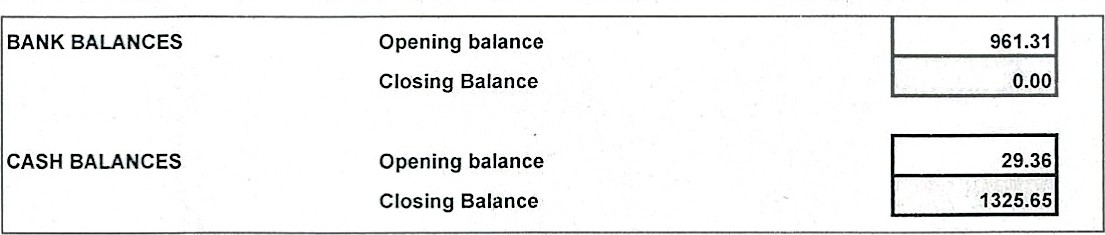 BANK BALANCES Opening balance 961.31
Closing Balance 0.00
CASH BALANCES Opening balance 29.36
Closing Balance 1325.65